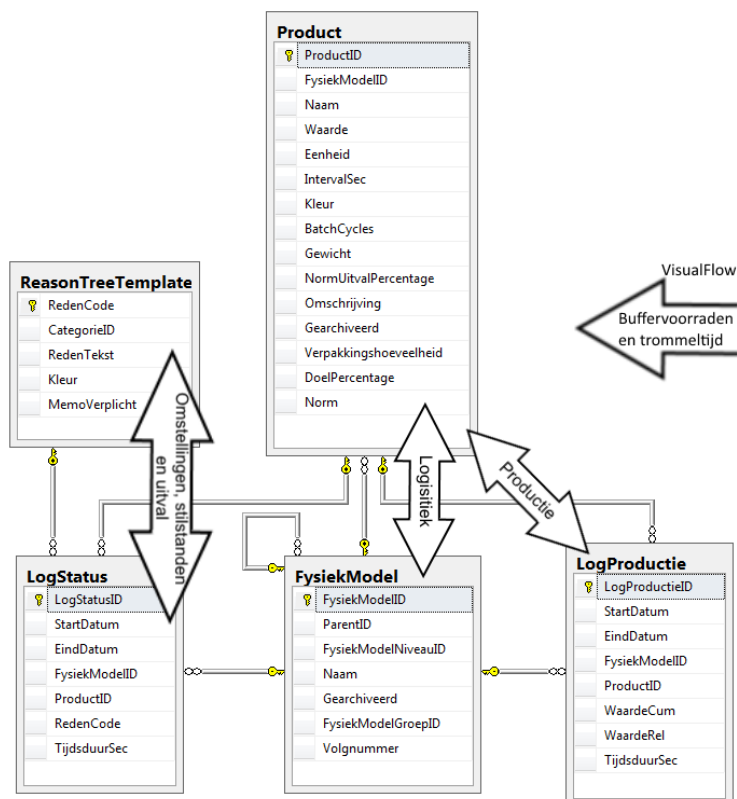 Product
ProductID
FysiekModelID
Naam
Waarde
Eenheid
IntervalSec
Kleur
BatchCycles
Gewicht
NormUitvalPercentage
Omschrijving
Gearchiveerd
Verpakkingshoeveelheid
DoelPercentage
Norm
VisualFlow
Buffervoorraden
en trommeltijd
ReasonTreeTemplate
RedenCode
CategorieID
RedenTekst
Kleur
MemoVerplicht
Omstellingen, stilstanden
en uitval
Logisitiek
Productie
LogStatus
LogStatusID
StartDatum
EindDatum
FysiekModelID
ProductID
RedenCode
TijdsduurSec
FysiekModel
FysiekModelID
ParentID
FysiekModelNiveauID
Naam
Gearchiveerd
FysiekModelGroepID
Volgnummer
LogProductie
LogProductieID
StartDatum
EindDatum
FysiekModelID
ProductID
WaardeCum
WaardeRel
TijdsduurSec